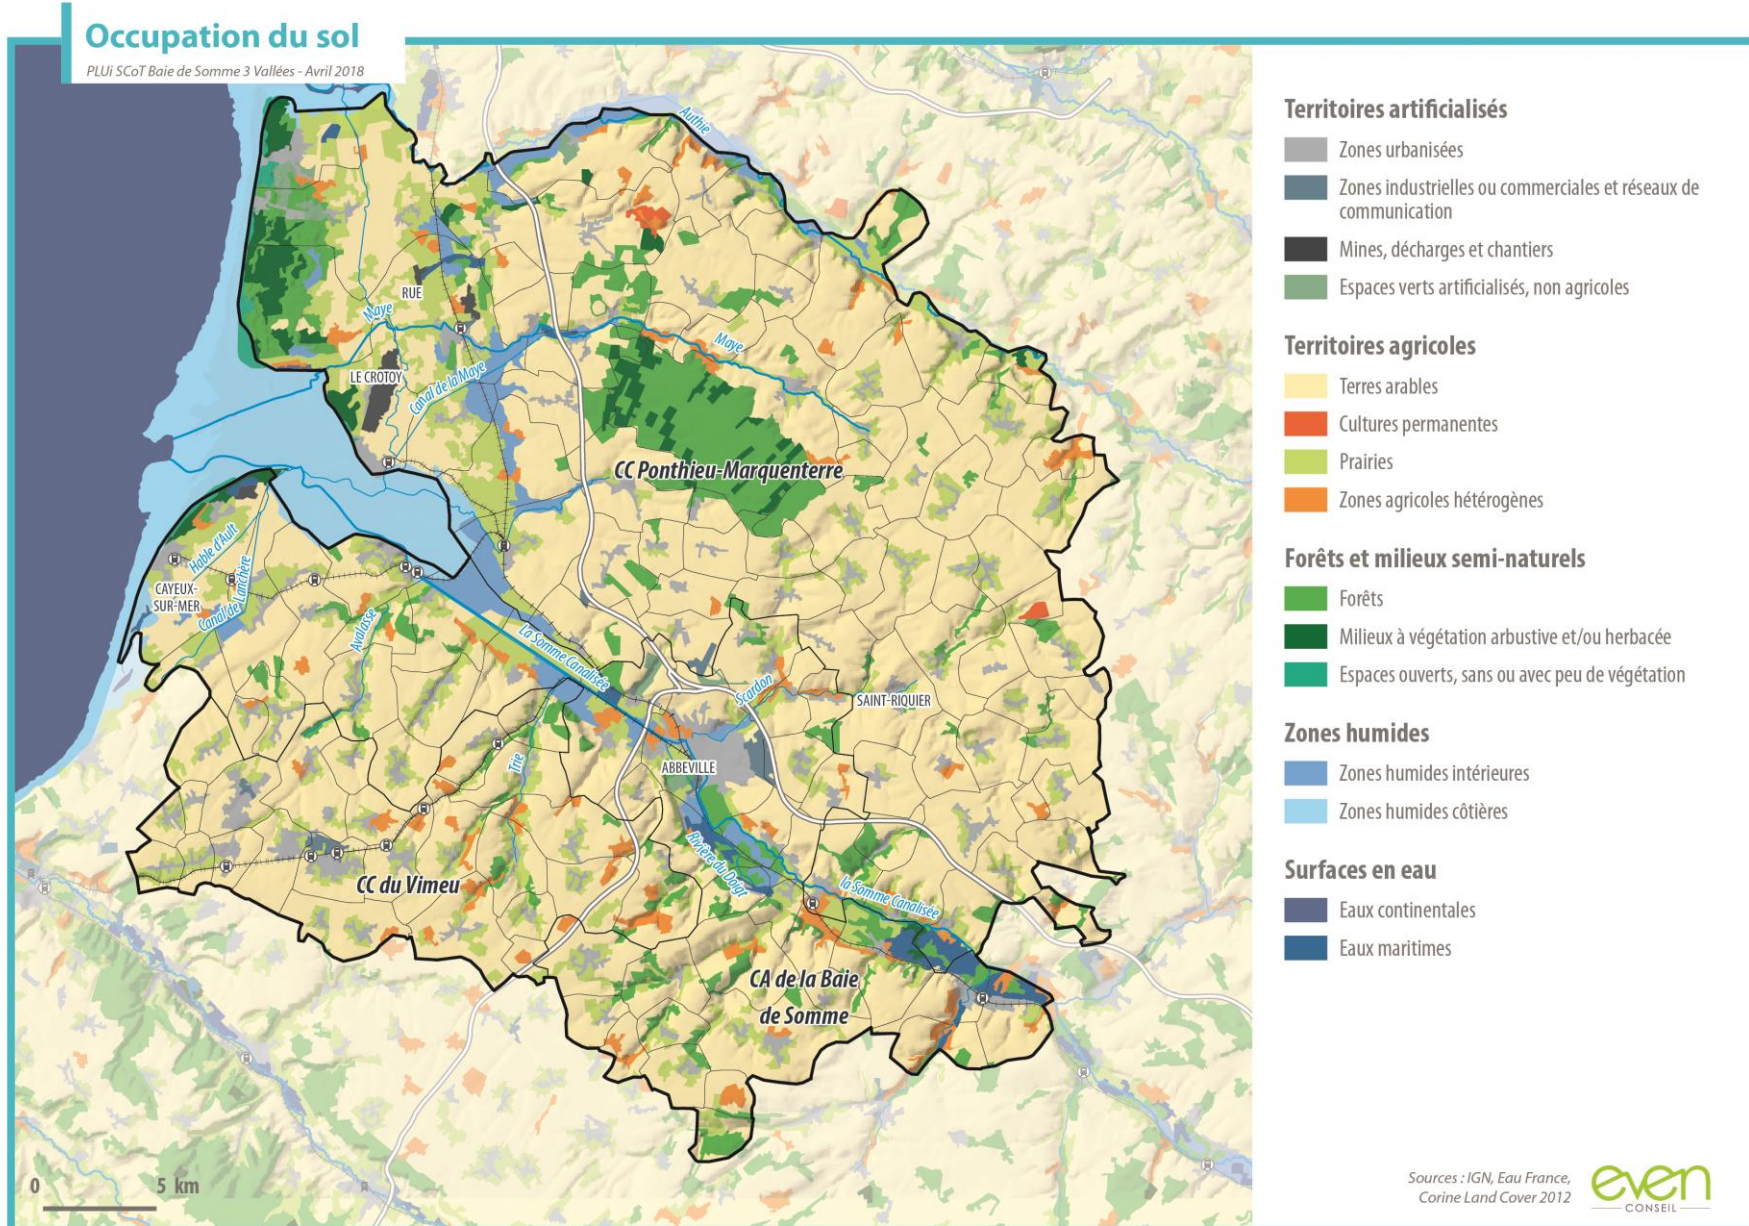 Occupation du sol
PLUi SCoT Baie de Somme 3 Vallées - Avril 2018
Authie
RUE
Maye
Maye
LE CROTOY
Canal de la Maye
CC Ponthieu-Marquenterre
Hable d'Ault
CAYEUX-
SUR-MER
Canal de Lanchère
Avalasse
La Somme Canalisée
Scardon
SAINT-RIQUIER
Trie
ABBEVILLE
Rivière du Doigt
CC du Vimeu
la Somme Canalisée
CA de la Baie
de Somme
0 5 km
Territoires artificialisés
Zones urbanisées
Zones industrielles ou commerciales et réseaux de
communication
Mines, décharges et chantiers
Espaces verts artificialisés, non agricoles
Territoires agricoles
Terres arables
Cultures permanentes
Prairies
Zones agricoles hétérogènes
Forêts et milieux semi-naturels
Forêts
Milieux à végétation arbustive et/ou herbacée
Espaces ouverts, sans ou avec peu de végétation
Zones humides
Zones humides intérieures
Zones humides côtières
Surfaces en eau
Eaux continentales
Eaux maritimes
Sources : IGN, Eau France,
Corine Land Cover 2012
even
CONSEIL